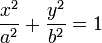 x²/a² + y²/b² = 1